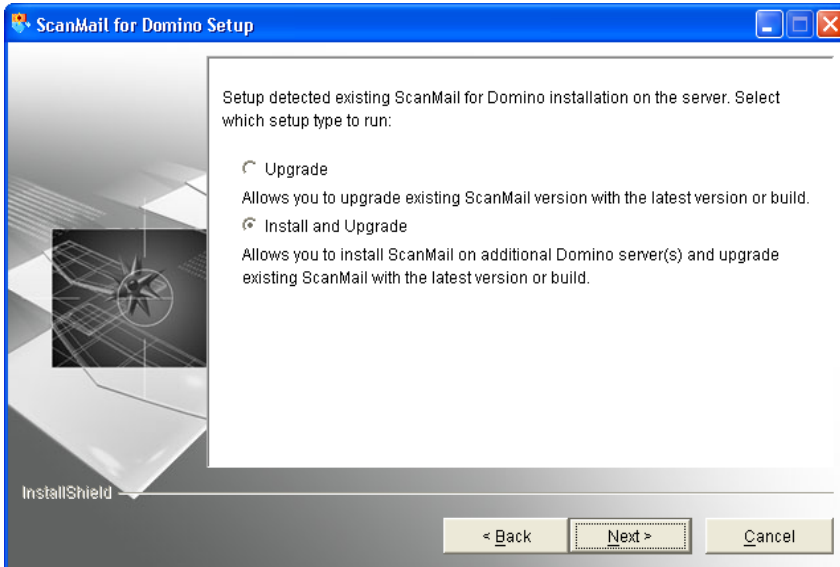 ScanMail for Domino Setup
Setup detected existing ScanMail for Domino installation on the server. Select
which setup type to run:
Upgrade
Allows you to upgrade existing ScanMail version with the latest version or build.
Install and Upgrade
Allows you to install ScanMail on additional Domino server(s) and upgrade
existing ScanMail with the latest version or build.
InstallShield
< Back
Next >
Cancel